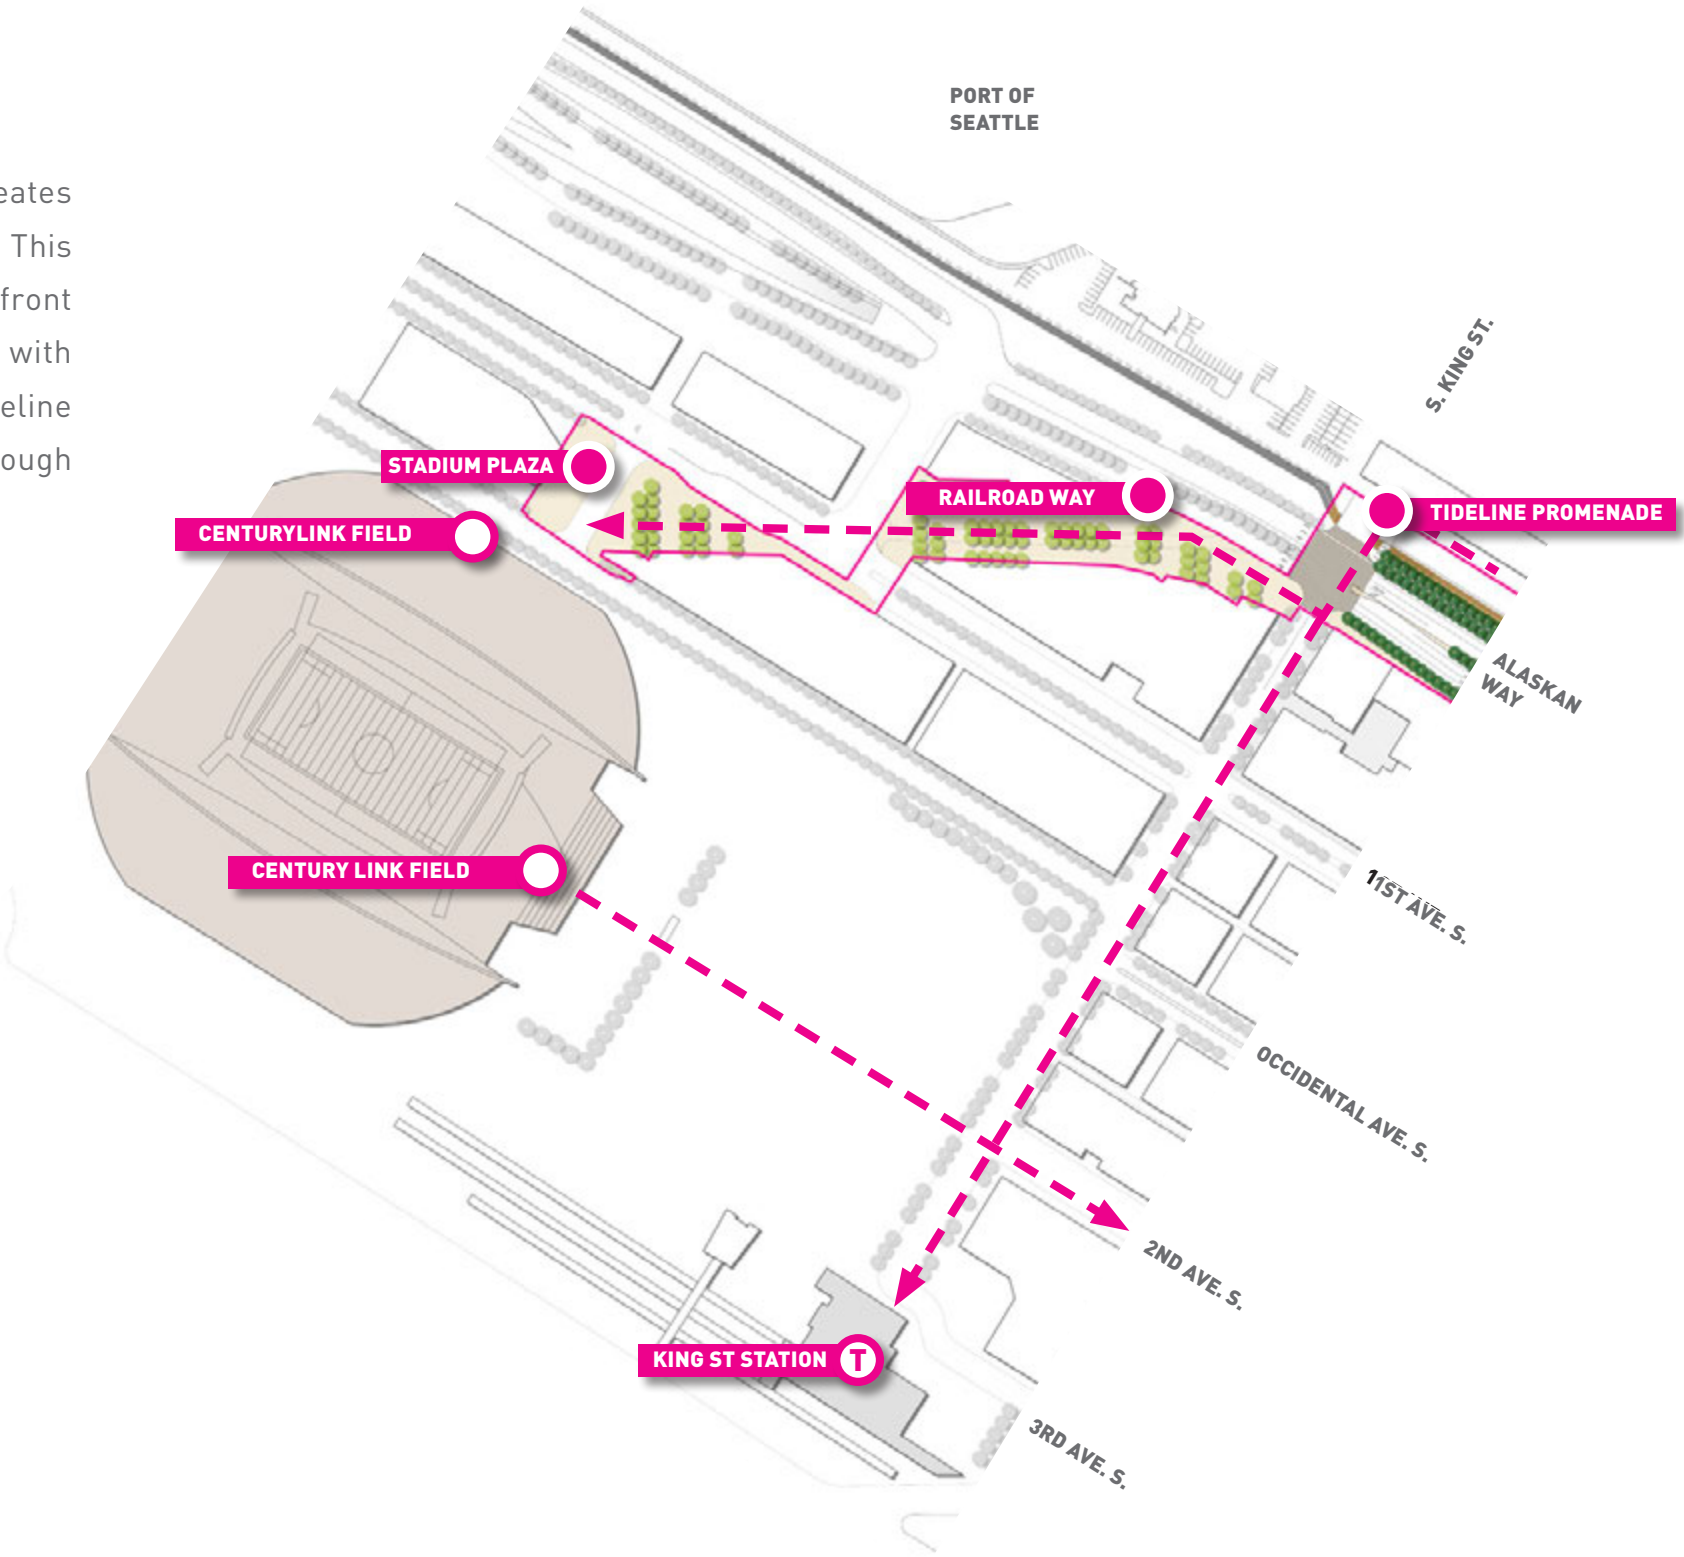 PORT OF
SEATTLE
eates
This
front
with
eline
ough
S. KING ST.
STADIUM PLAZA
RAILROAD WAY
TIDELINE PROMENADE
CENTURYLINK FIELD
ALASKAN
WAY
CENTURY LINK FIELD
1ST AVE. S.
OCCIDENTAL AVE. S.
2ND AVE. S.
KING ST STATION T
3RD AVE. S.